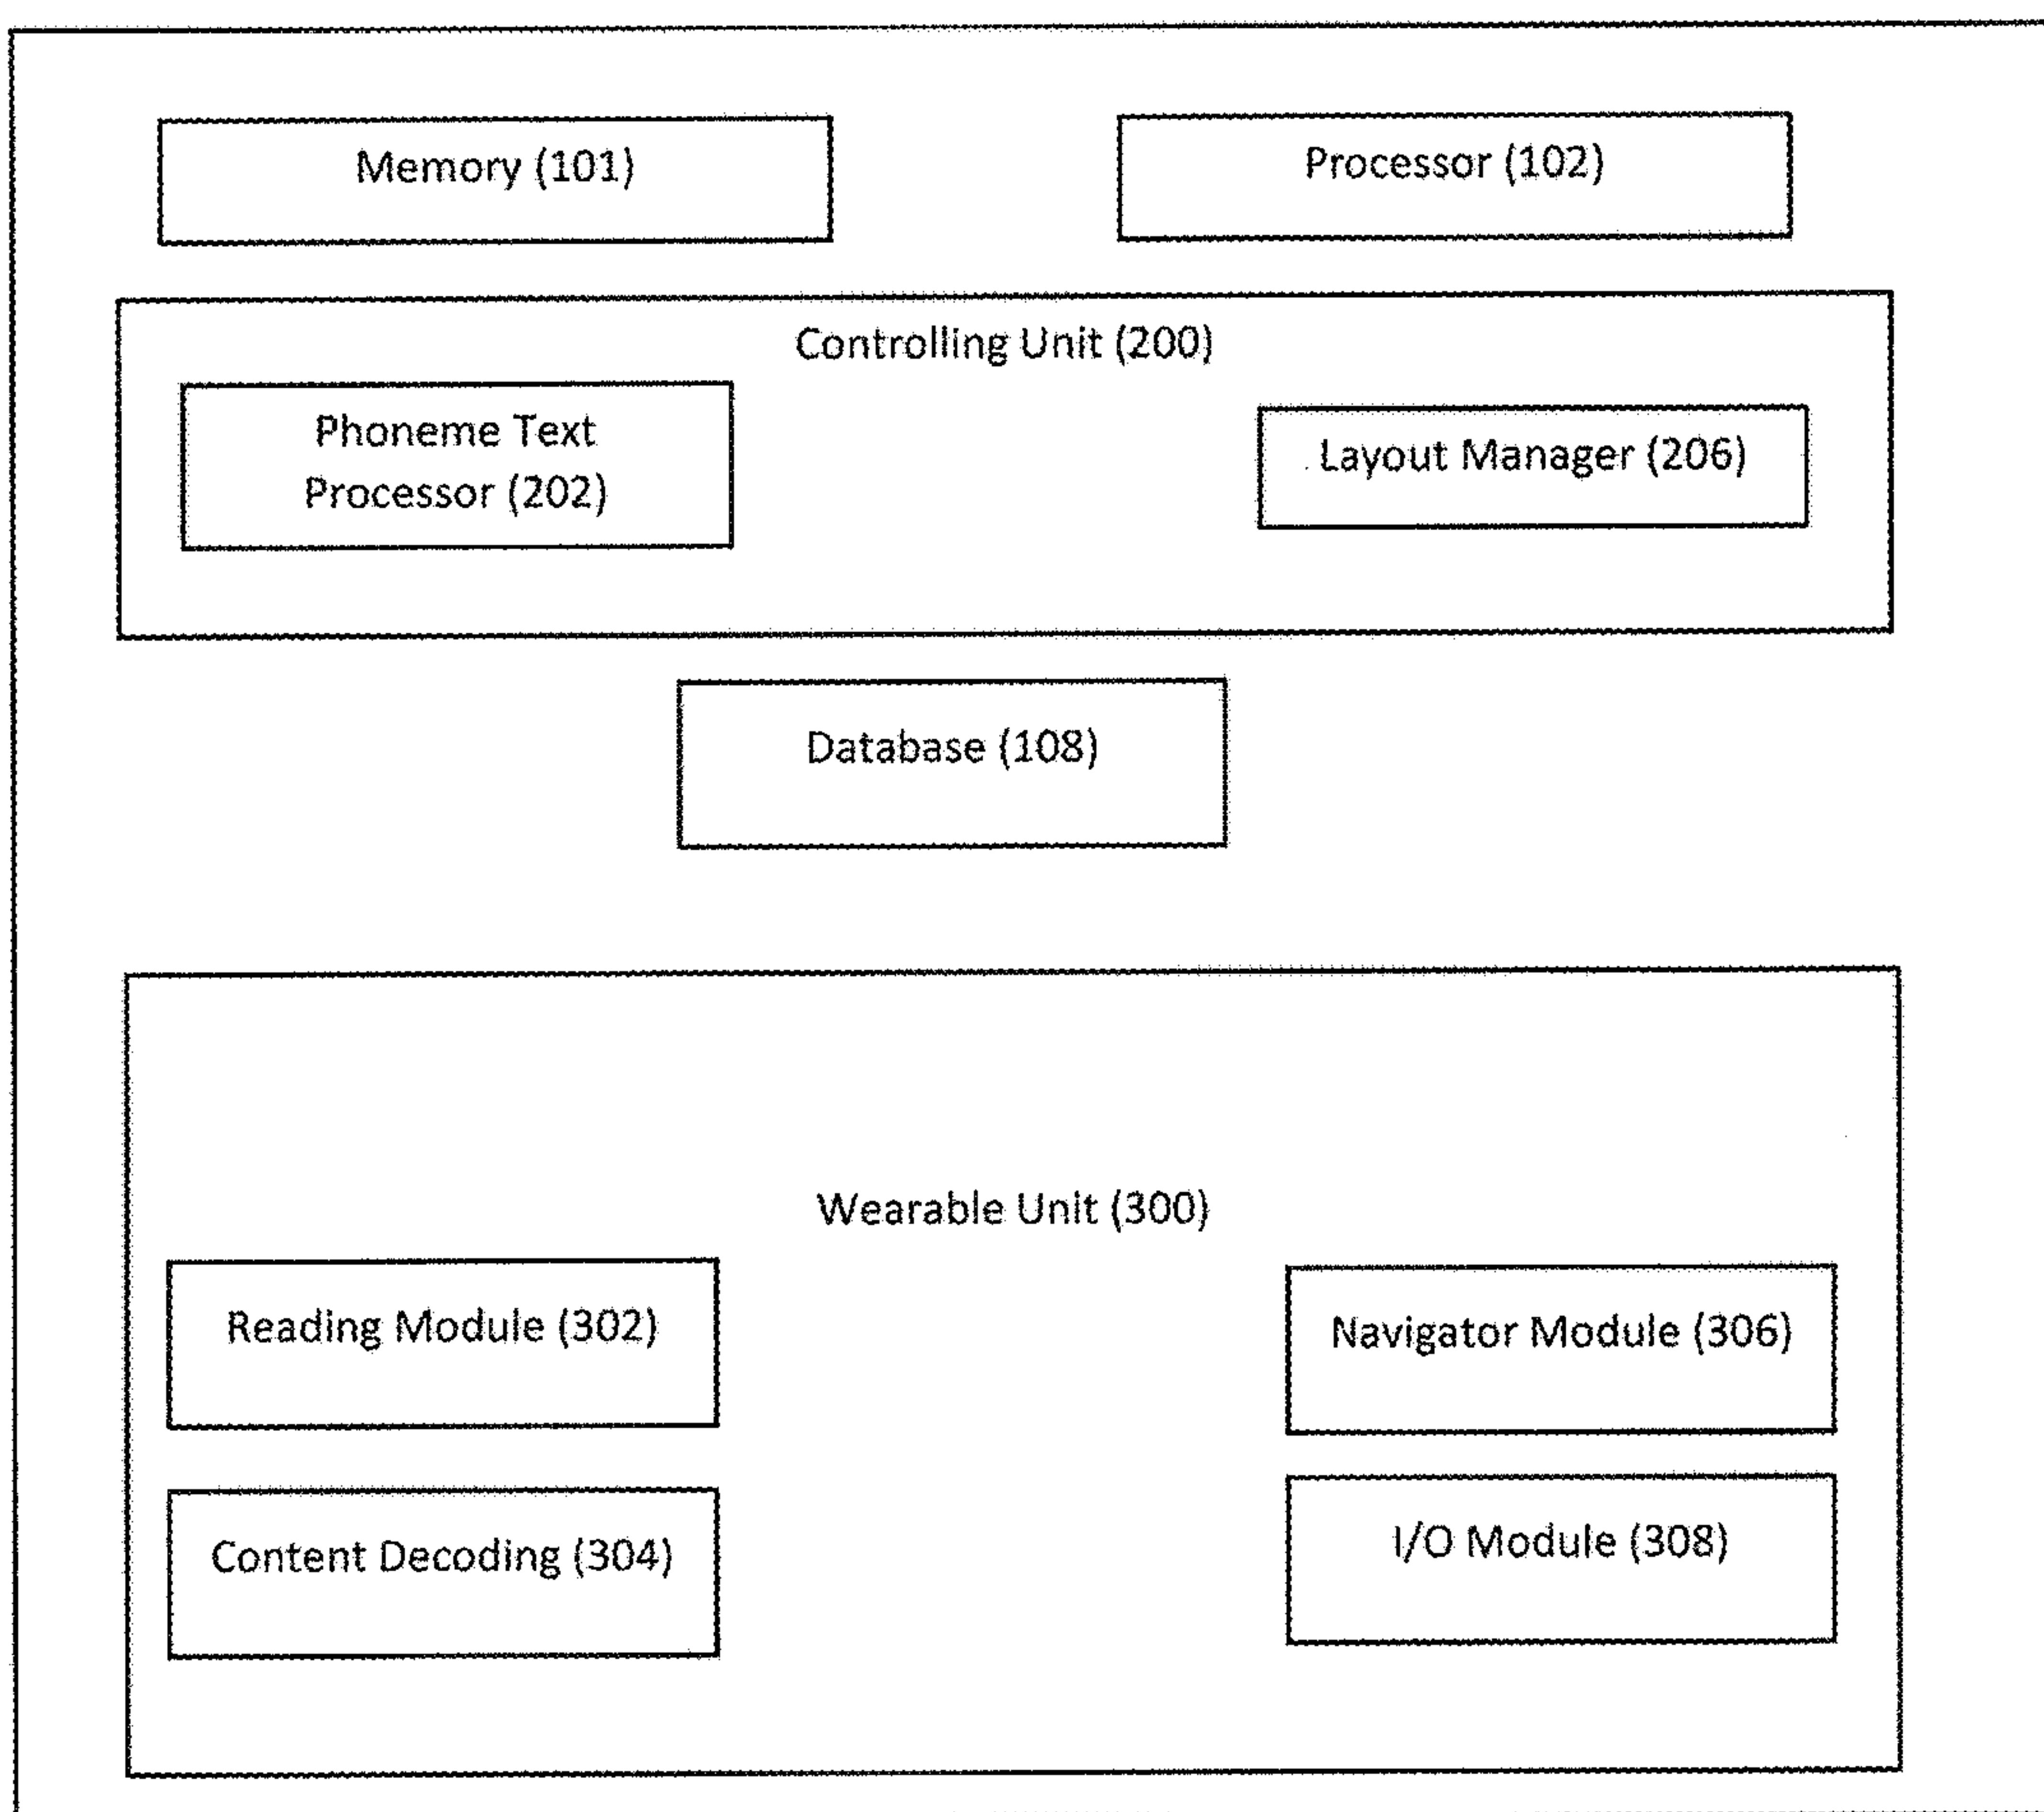 Memory (101)
Processor (102)
Controlling Unit (200)
Phoneme Text
Processor (202)
Layout Manager (206)
Database (108)
Wearable Unit (300)
Reading Module (302)
Navigator Module (306)
Content Decoding (304)
I/O Module (308)